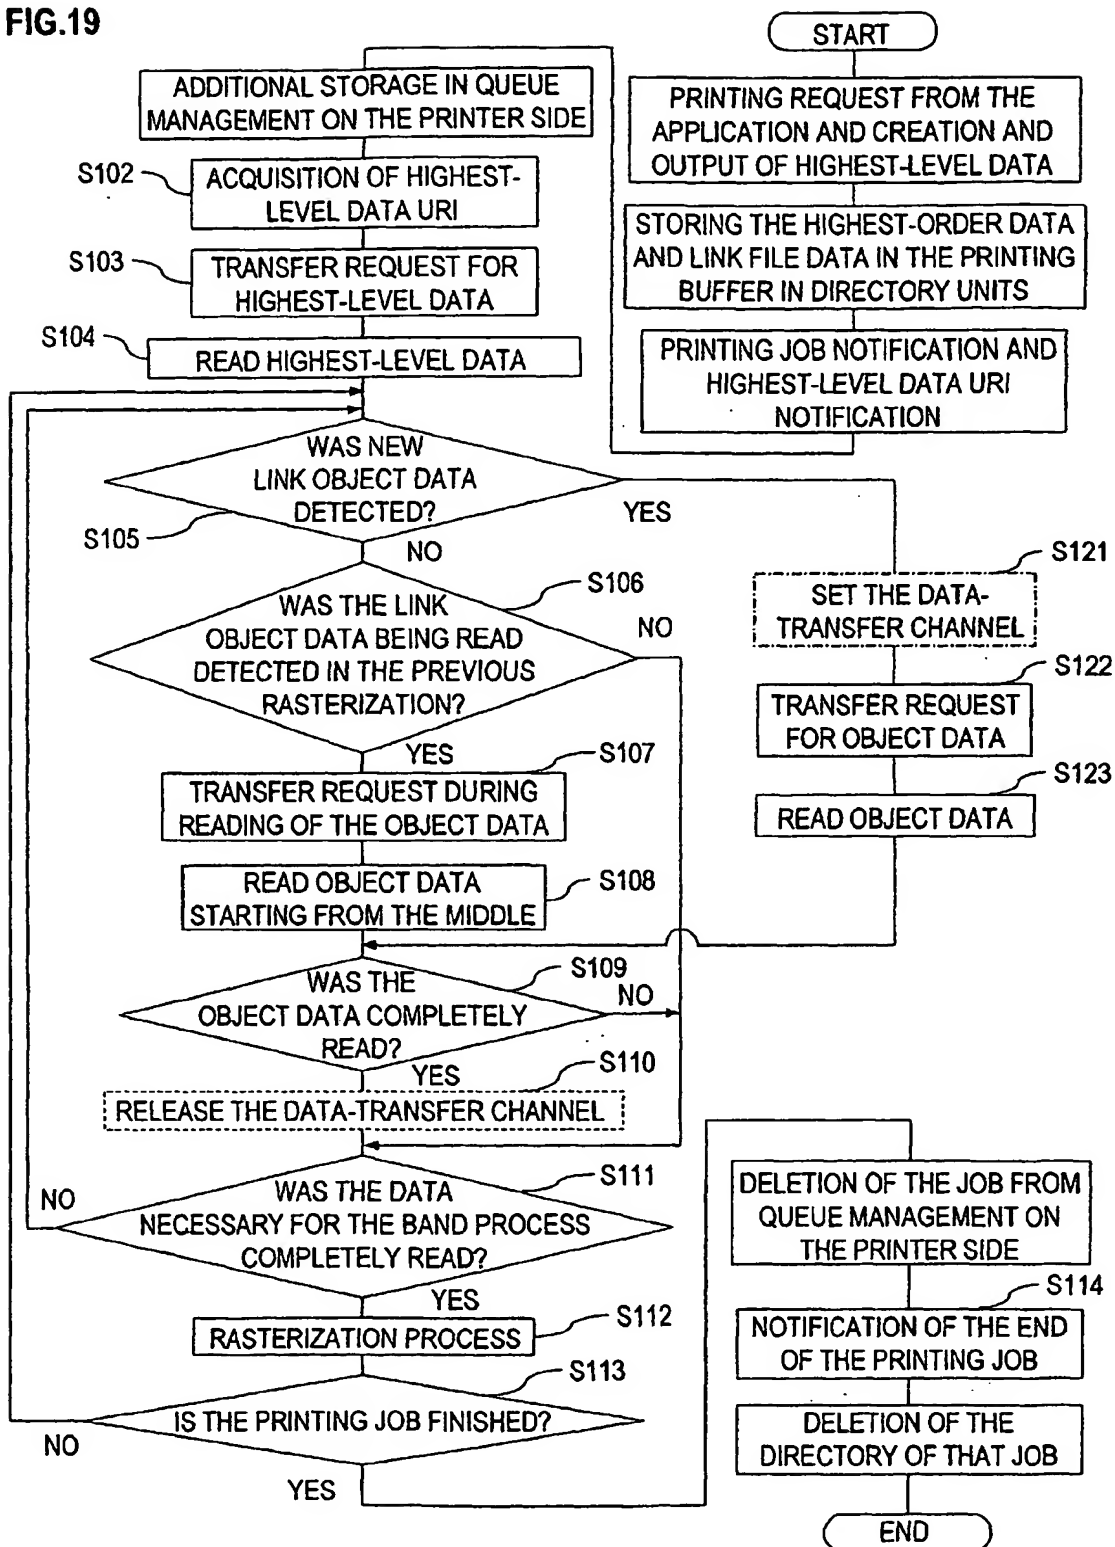 FIG.19
START
PRINTING REQUEST FROM THE
APPLICATION AND CREATION AND
OUTPUT OF HIGHEST-LEVEL DATA
STORING THE HIGHEST-ORDER DATA
AND LINK FILE DATA IN THE PRINTING
BUFFER IN DIRECTORY UNITS
PRINTING JOB NOTIFICATION AND
HIGHEST-LEVEL DATA URI
NOTIFICATION
ADDITIONAL STORAGE IN QUEUE
MANAGEMENT ON THE PRINTER SIDE
S102
ACQUISITION OF HIGHEST-
LEVEL DATA URI
S103
TRANSFER REQUEST FOR
HIGHEST-LEVEL DATA
S104
READ HIGHEST-LEVEL DATA
WAS NEW
LINK OBJECT DATA
DETECTED?
S105
YES
NO
S121
SET THE DATA-
TRANSFER CHANNEL
S122
TRANSFER REQUEST
FOR OBJECT DATA
S123
READ OBJECT DATA
S106
WAS THE LINK
OBJECT DATA BEING READ
DETECTED IN THE PREVIOUS
RASTERIZATION?
NO
YES
S107
TRANSFER REQUEST DURING
READING OF THE OBJECT DATA
S108
READ OBJECT DATA
STARTING FROM THE MIDDLE
S109
WAS THE
OBJECT DATA COMPLETELY
READ?
NO
YES
S110
RELEASE THE DATA-TRANSFER CHANNEL
S111
WAS THE DATA
NECESSARY FOR THE BAND PROCESS
COMPLETELY READ?
NO
YES
S112
RASTERIZATION PROCESS
S113
IS THE PRINTING JOB FINISHED?
NO
YES
DELETION OF THE JOB FROM
QUEUE MANAGEMENT ON
THE PRINTER SIDE
S114
NOTIFICATION OF THE END
OF THE PRINTING JOB
DELETION OF THE
DIRECTORY OF THAT JOB
END